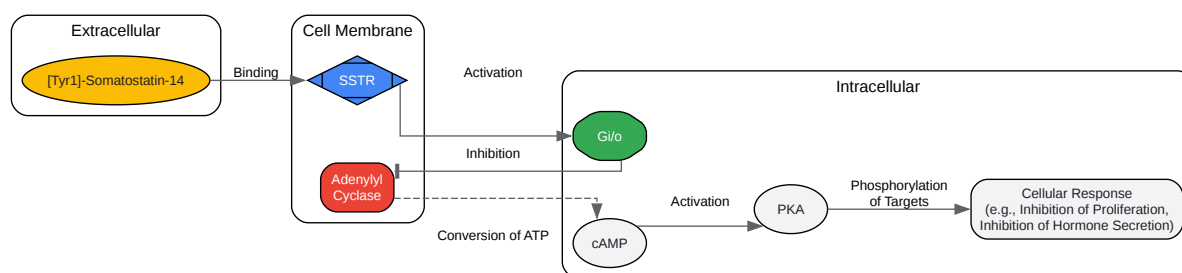 Extracellular
[Tyr1]-Somatostatin-14
Binding
Cell Membrane
SSTR
Activation
Intracellular
Gi/o
Inhibition
Adenylyl
Cyclase
Conversion of ATP
cAMP
Activation
PKA
Phosphorylation
of Targets
Cellular Response
(e.g., Inhibition of Proliferation,
Inhibition of Hormone Secretion)